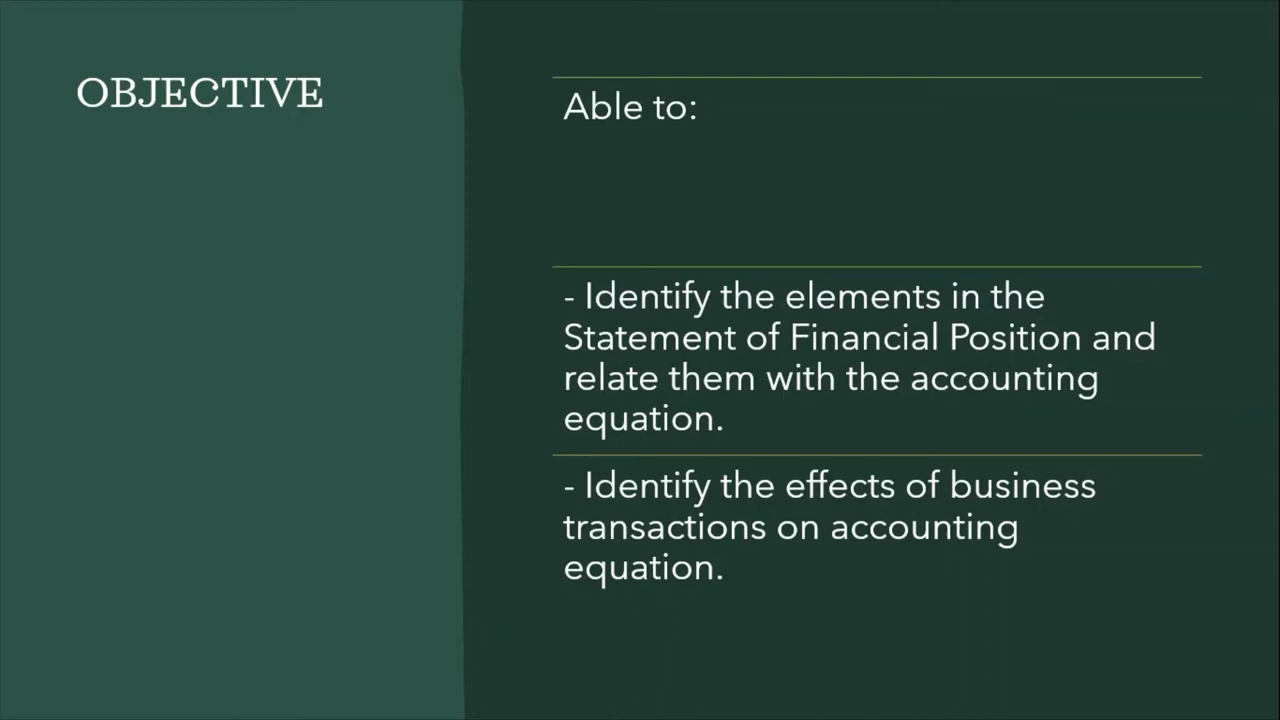 OBJECTIVE
Able to:
- Identify the elements in the
Statement of Financial Position and
relate them with the accounting
equation.
- Identify the effects of business
transactions on accounting
equation.